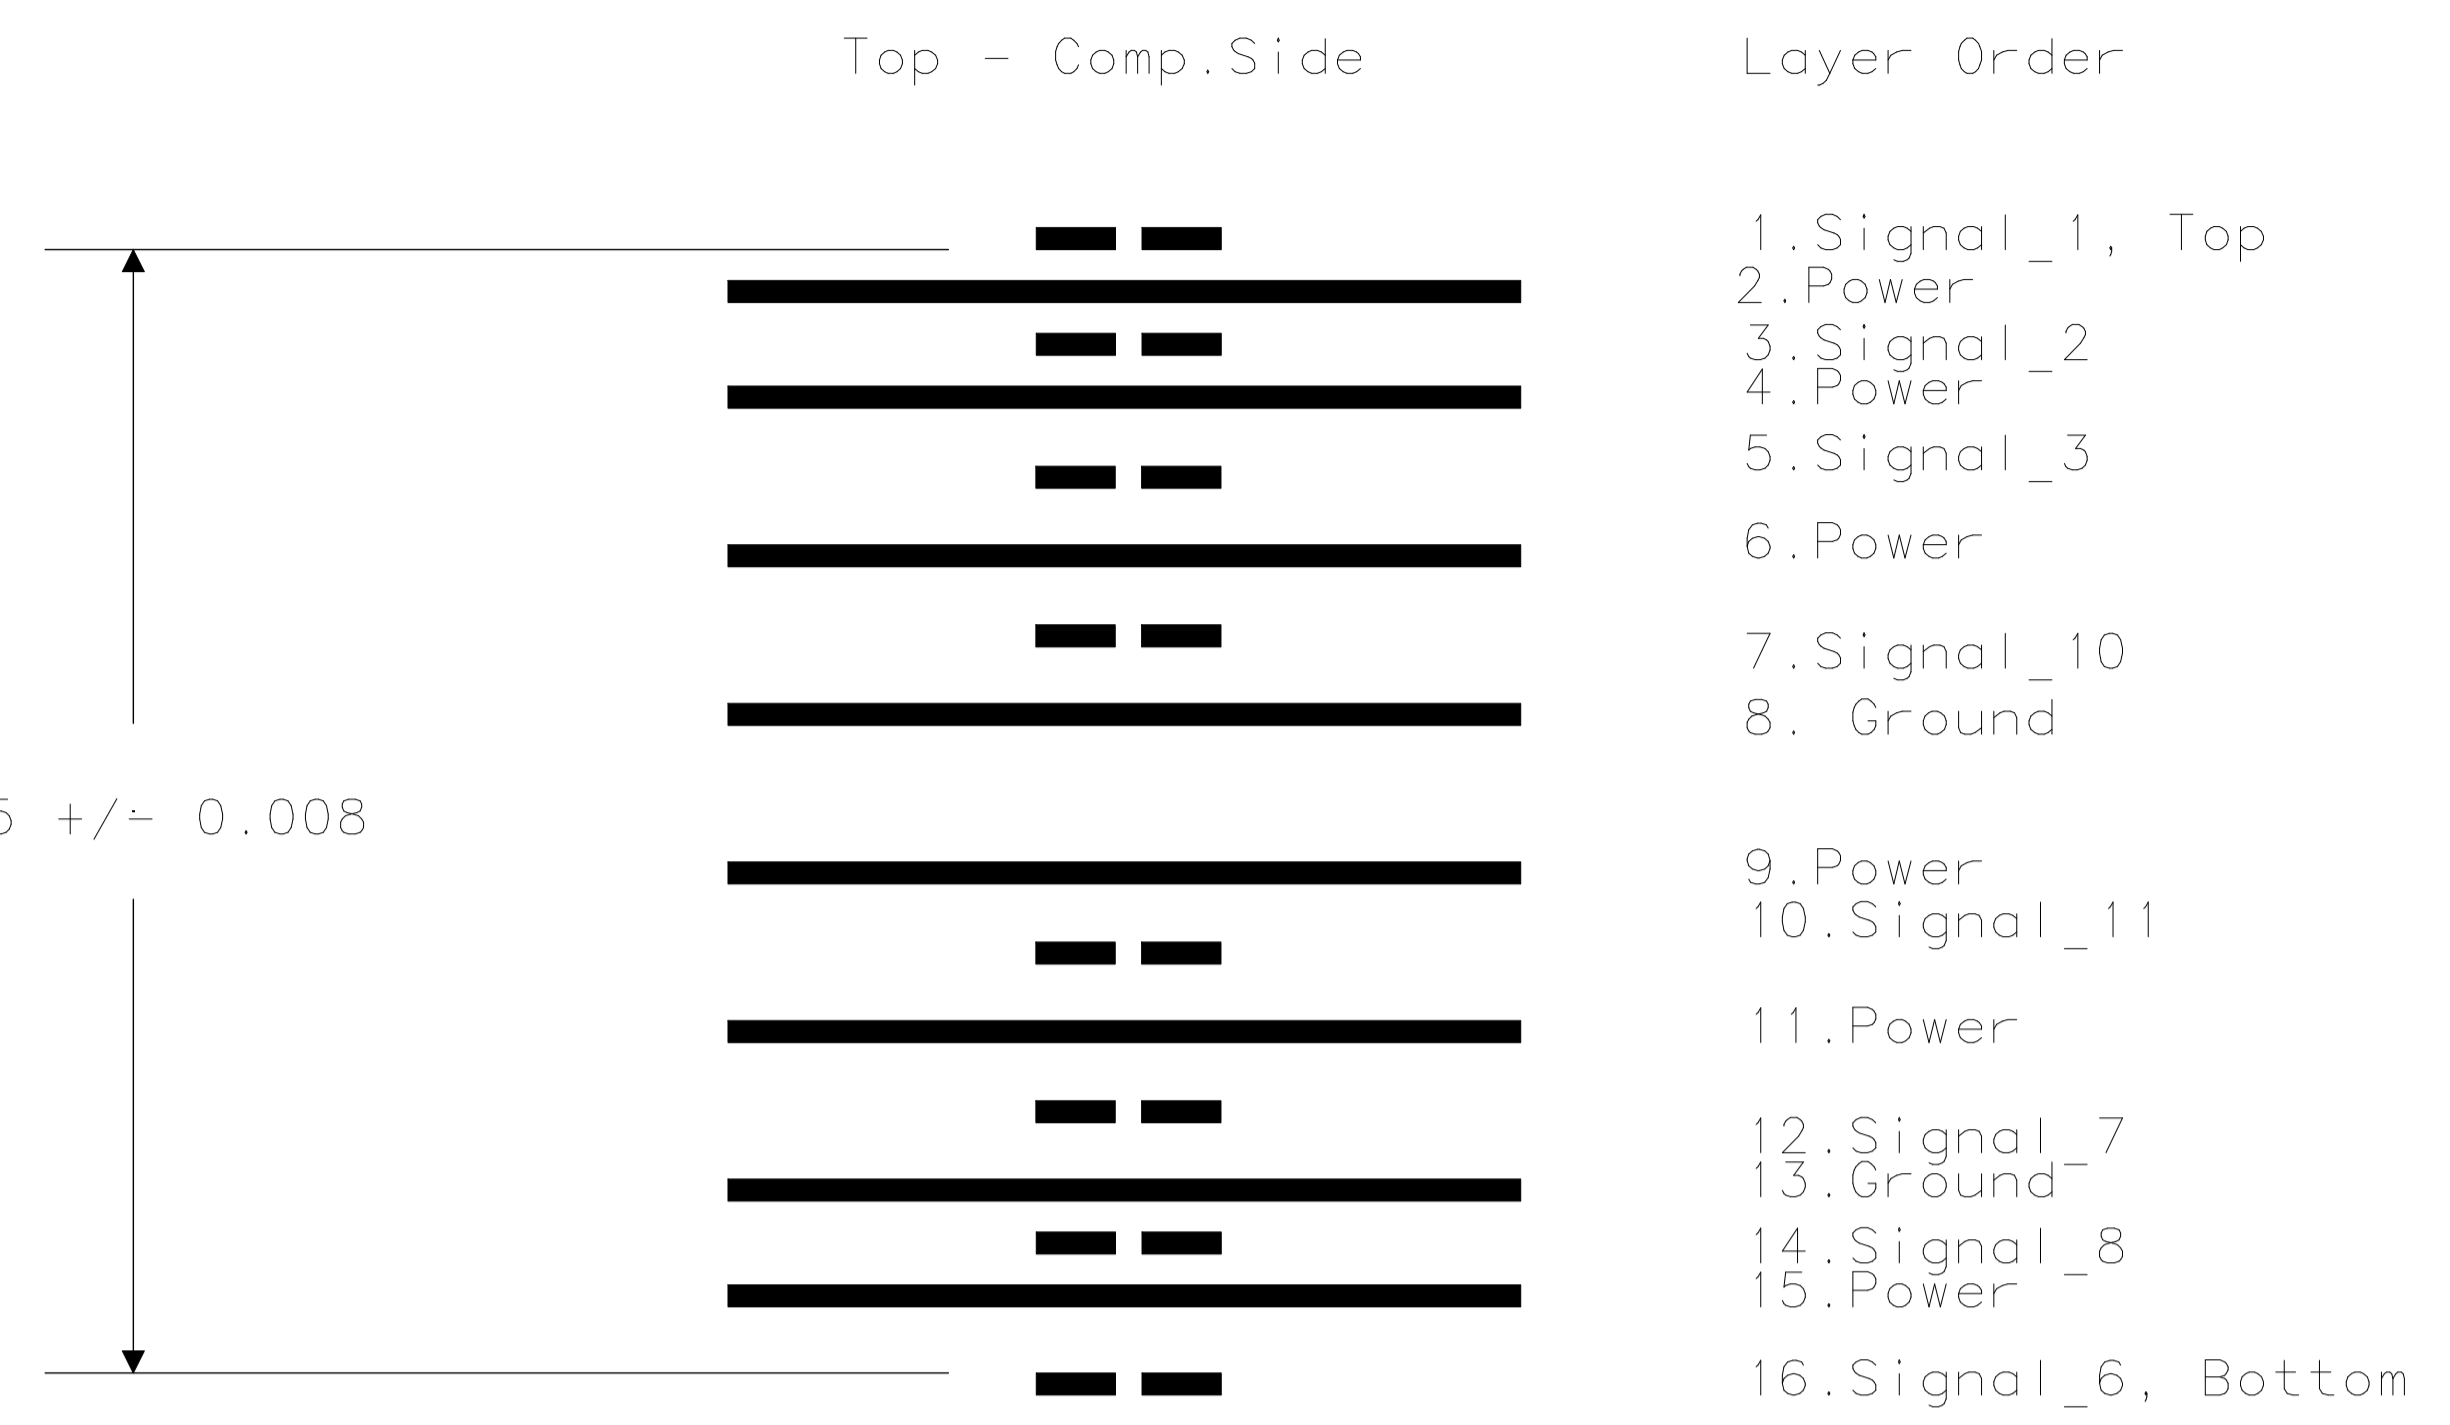 Top - Comp.Side
Layer Order
1.Signal_1, Top
2.Power
3.Signal_2
4.Power
5.Signal_3
6.Power
7.Signal_10
8. Ground
+/- 0.008
9.Power
10.Signal_11
11.Power
12.Signal_7
13.Ground
14.Signal_8
15.Power
16.Signal_6, Bottom